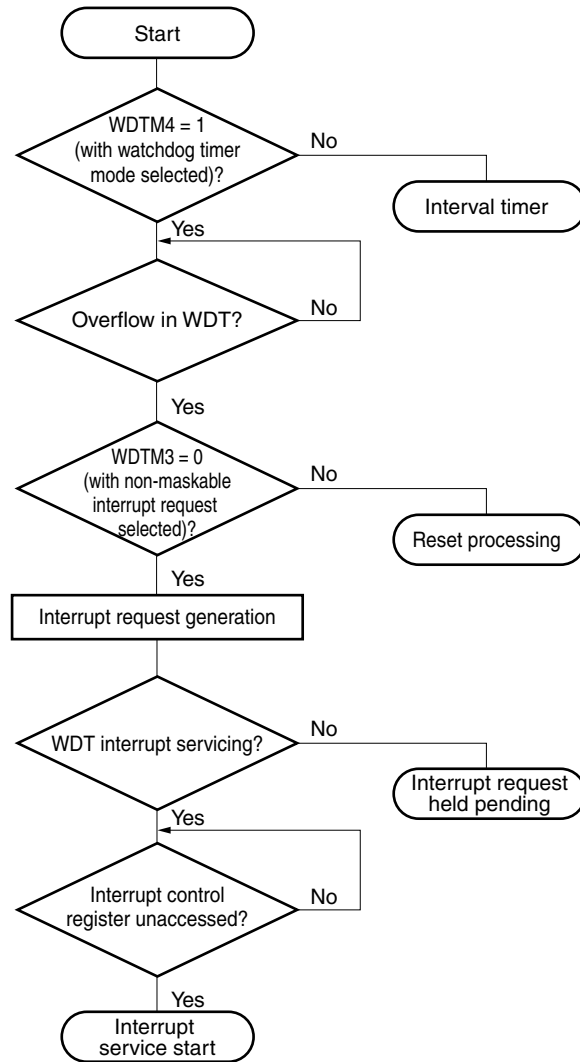 Start
WDTM4 = 1
(with watchdog timer
mode selected)?
No
Interval timer
Yes
Overflow in WDT?
No
Yes
WDTM3 = 0
(with non-maskable
interrupt request
selected)?
No
Reset processing
Yes
Interrupt request generation
WDT interrupt servicing?
No
Interrupt request
held pending
Yes
Interrupt control
register unaccessed?
No
Yes
Interrupt
service start